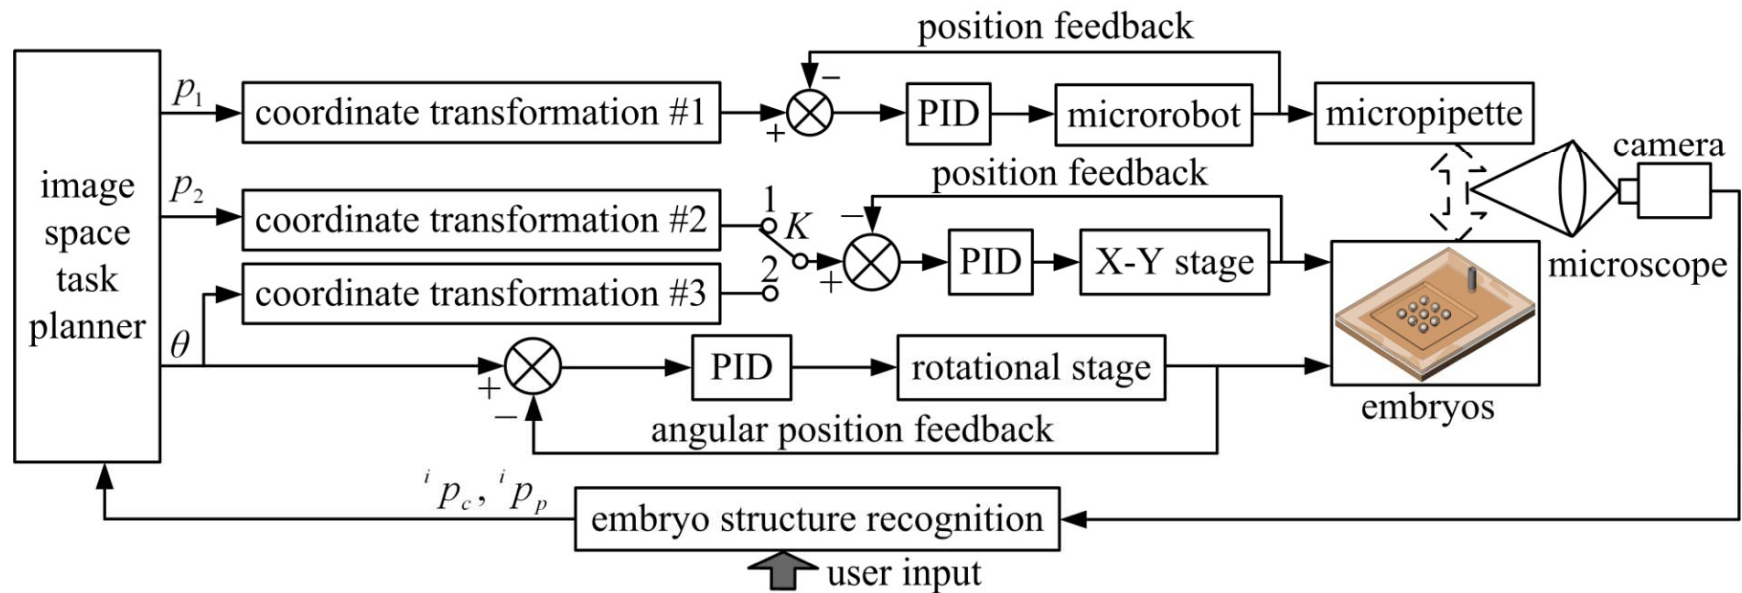 position feedback
image
space
task
planner
p₁
coordinate transformation #1
+
−
PID
microrobot
micropipette
camera
microscope
position feedback
p₂
coordinate transformation #2
1
K
2
coordinate transformation #3
+
−
PID
X-Y stage
θ
+
−
PID
rotational stage
embryos
angular position feedback
ⁱp_c, ⁱp_p
embryo structure recognition
user input